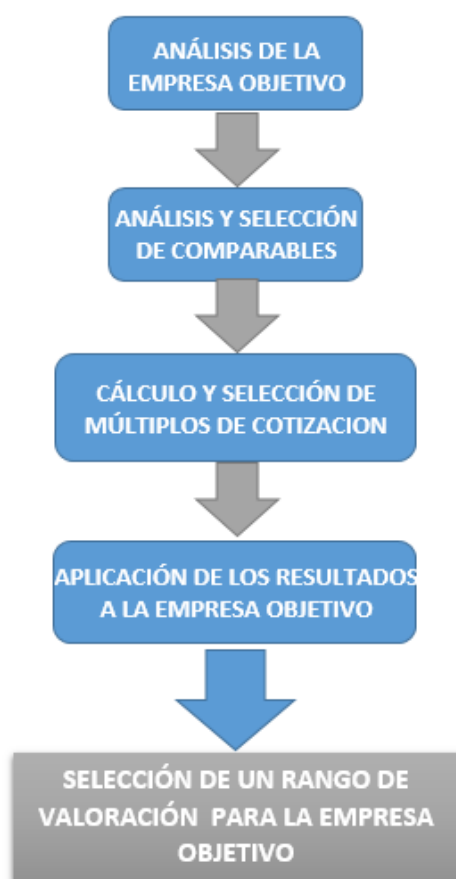 ANÁLISIS DE LA
EMPRESA OBJETIVO
ANÁLISIS Y SELECCIÓN
DE COMPARABLES
CÁLCULO Y SELECCIÓN DE
MÚLTIPLOS DE COTIZACION
APLICACIÓN DE LOS RESULTADOS
A LA EMPRESA OBJETIVO
SELECCIÓN DE UN RANGO DE
VALORACIÓN PARA LA EMPRESA
OBJETIVO